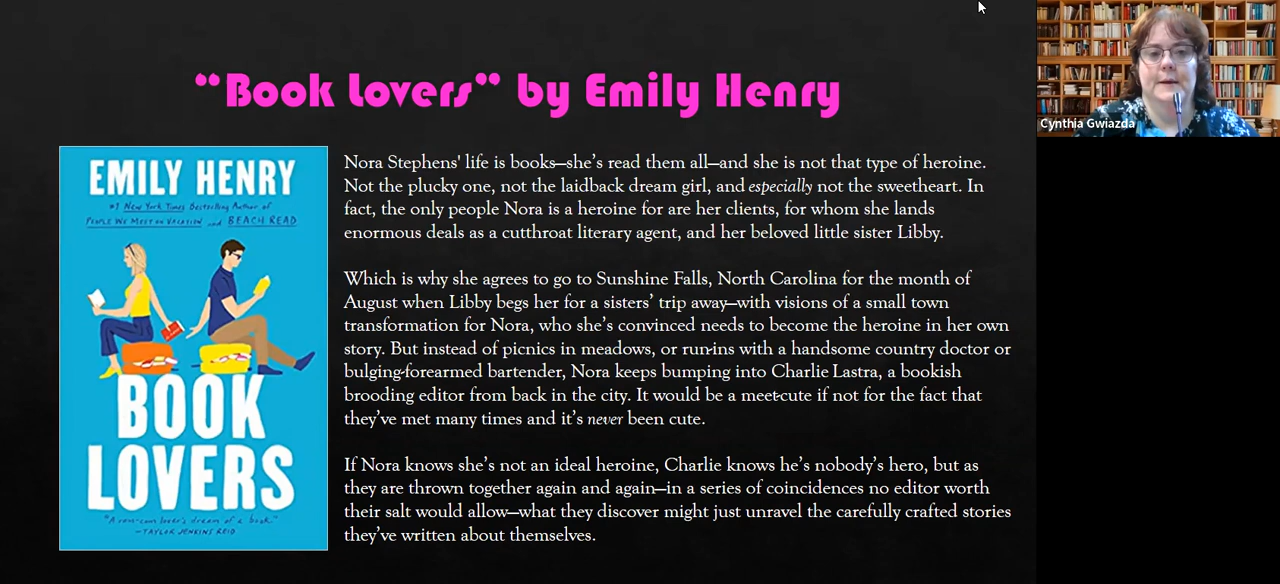 “Book Lovers“ by Emily Henry
Cynthia Gwiazda
EMILY HENRY
#1 New York Times Bestselling Author of
PEOPLE WE MEET ON VACATION and BEACH READ
BOOK
LOVERS
"A rom-com lover's dream of a book."
—TAYLOR JENKINS REID
Nora Stephens' life is books—she’s read them all—and she is not that type of heroine.
Not the plucky one, not the laidback dream girl, and especially not the sweetheart. In
fact, the only people Nora is a heroine for are her clients, for whom she lands
enormous deals as a cutthroat literary agent, and her beloved little sister Libby.
Which is why she agrees to go to Sunshine Falls, North Carolina for the month of
August when Libby begs her for a sisters’ trip away—with visions of a small town
transformation for Nora, who she’s convinced needs to become the heroine in her own
story. But instead of picnics in meadows, or run-ins with a handsome country doctor or
bulging-forearmed bartender, Nora keeps bumping into Charlie Lastra, a bookish
brooding editor from back in the city. It would be a meet-cute if not for the fact that
they’ve met many times and it’s never been cute.
If Nora knows she’s not an ideal heroine, Charlie knows he’s nobody’s hero, but as
they are thrown together again and again—in a series of coincidences no editor worth
their salt would allow—what they discover might just unravel the carefully crafted stories
they’ve written about themselves.